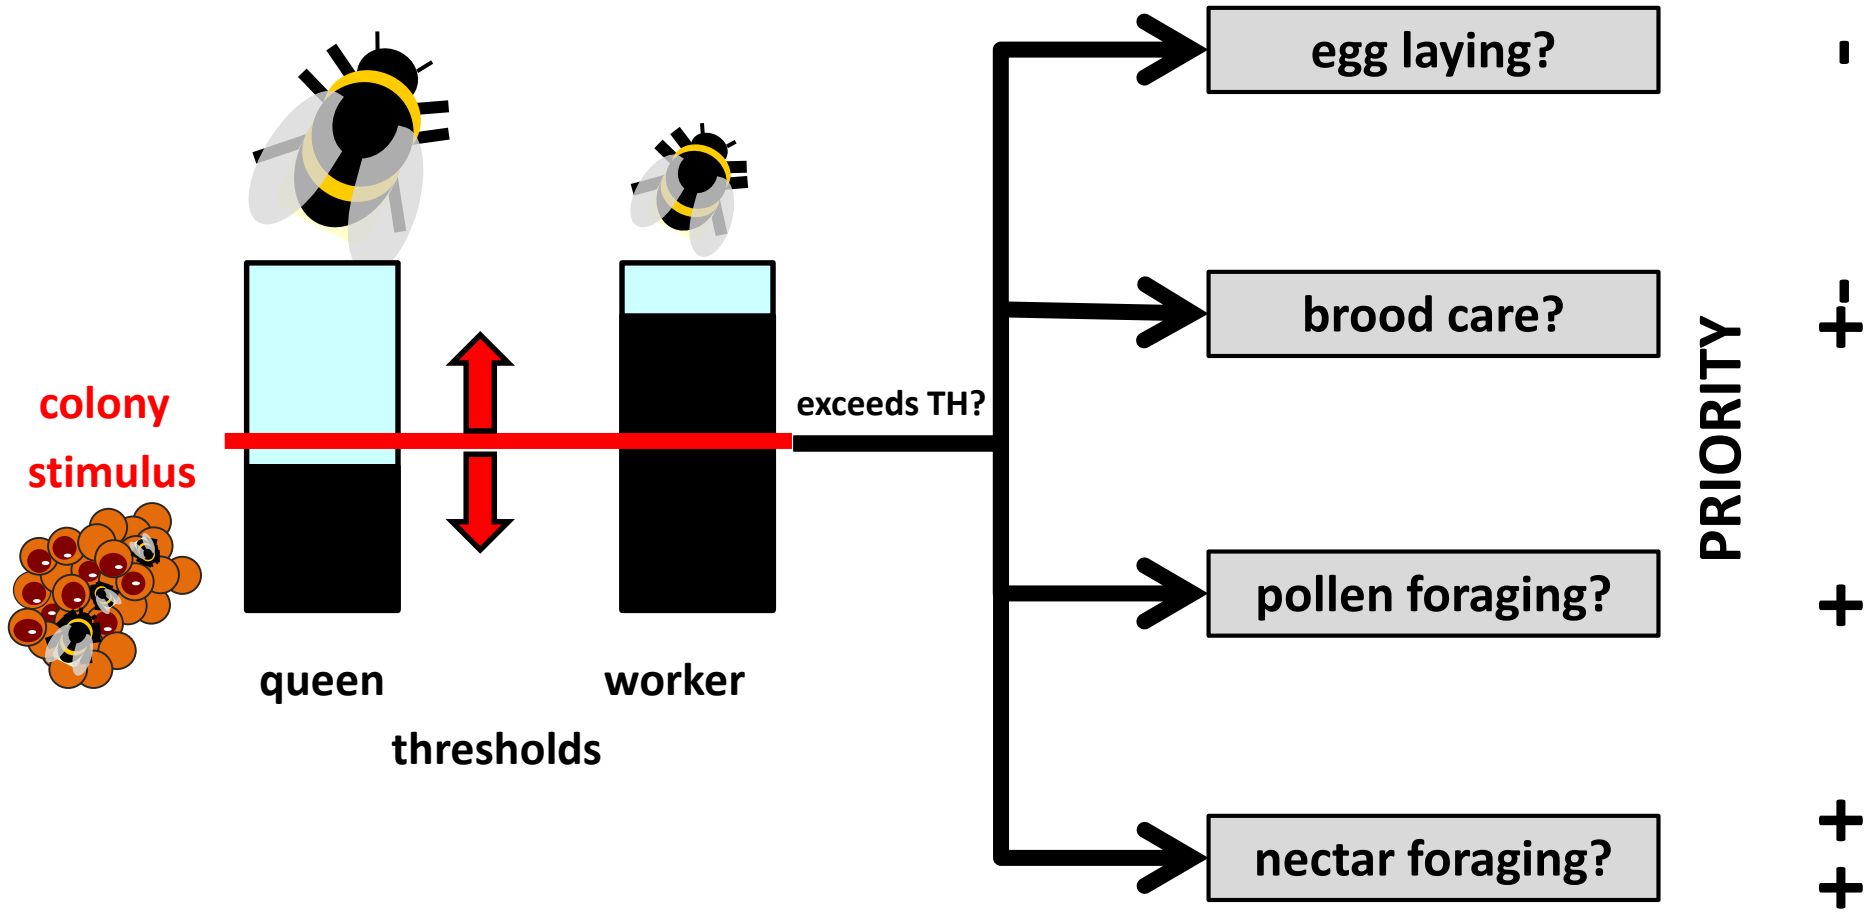 egg laying?
-
brood care?
-
+
PRIORITY
colony
stimulus
exceeds TH?
pollen foraging?
+
queen
worker
thresholds
nectar foraging?
+
+